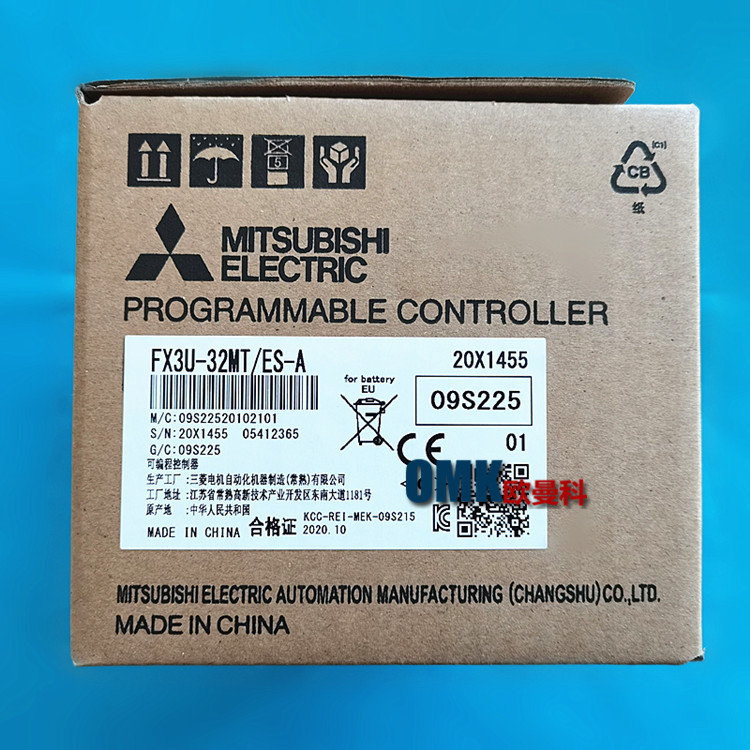 5
[C1]
CB
纸
MITSUBISHI
ELECTRIC
PROGRAMMABLE CONTROLLER
FX3U-32MT/ES-A
20X1455
for battery
EU
09S225
M/C:09S22520102101
S/N:20X1455 05412365
G/C:09S225
CE
01
可编程控制器
生产工厂:三菱电机自动化机器制造(常熟)有限公司
工厂地址:江苏省常熟高新技术产业开发区东南大道1181号
原产地:中华人民共和国
OMK欧曼科
MADE IN CHINA
合格证
KCC-REI-MEK-09S215
2020.10
MITSUBISHI ELECTRIC AUTOMATION MANUFACTURING (CHANGSHU)CO.,LTD.
MADE IN CHINA